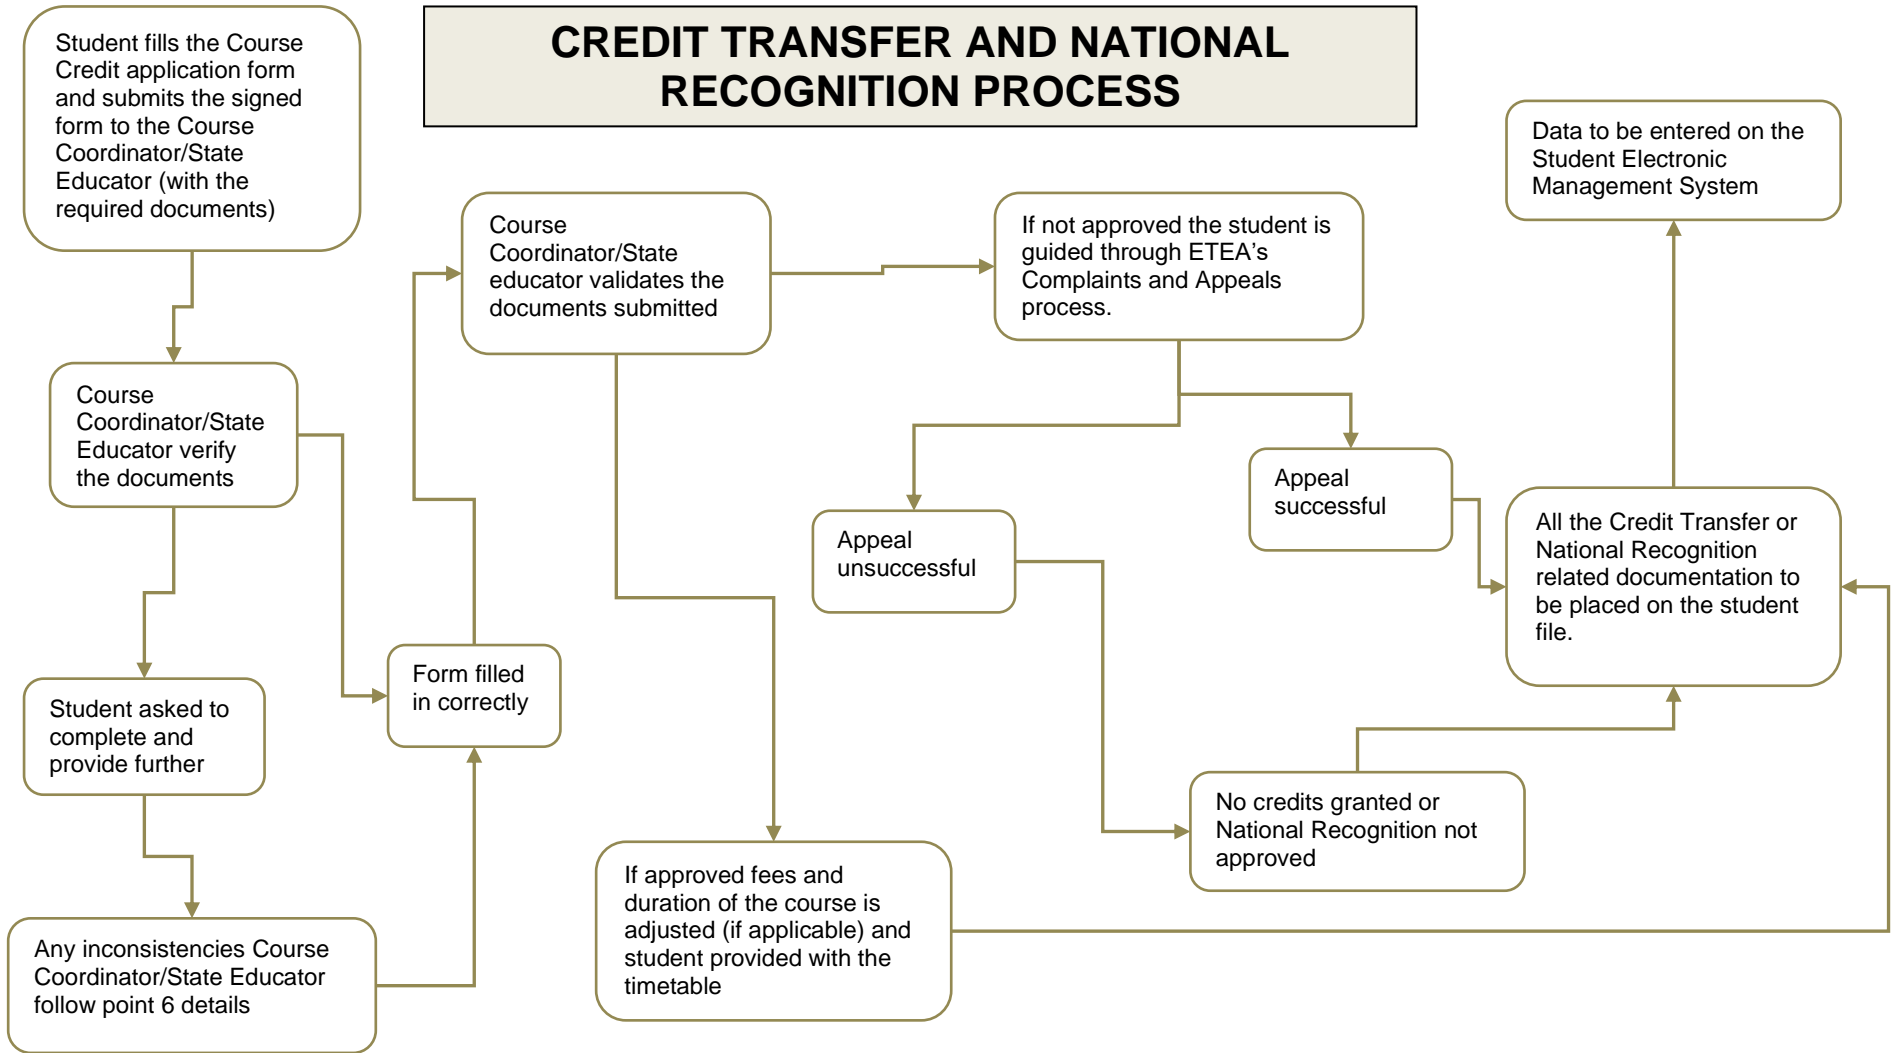 CREDIT TRANSFER AND NATIONAL
RECOGNITION PROCESS
Student fills the Course
Credit application form
and submits the signed
form to the Course
Coordinator/State
Educator (with the
required documents)
Course
Coordinator/State
Educator verify
the documents
Student asked to
complete and
provide further
Any inconsistencies Course
Coordinator/State Educator
follow point 6 details
Form filled
in correctly
Course
Coordinator/State
educator validates the
documents submitted
If approved fees and
duration of the course is
adjusted (if applicable) and
student provided with the
timetable
If not approved the student is
guided through ETEA’s
Complaints and Appeals
process.
Appeal
unsuccessful
Appeal
successful
No credits granted or
National Recognition not
approved
All the Credit Transfer or
National Recognition
related documentation to
be placed on the student
file.
Data to be entered on the
Student Electronic
Management System